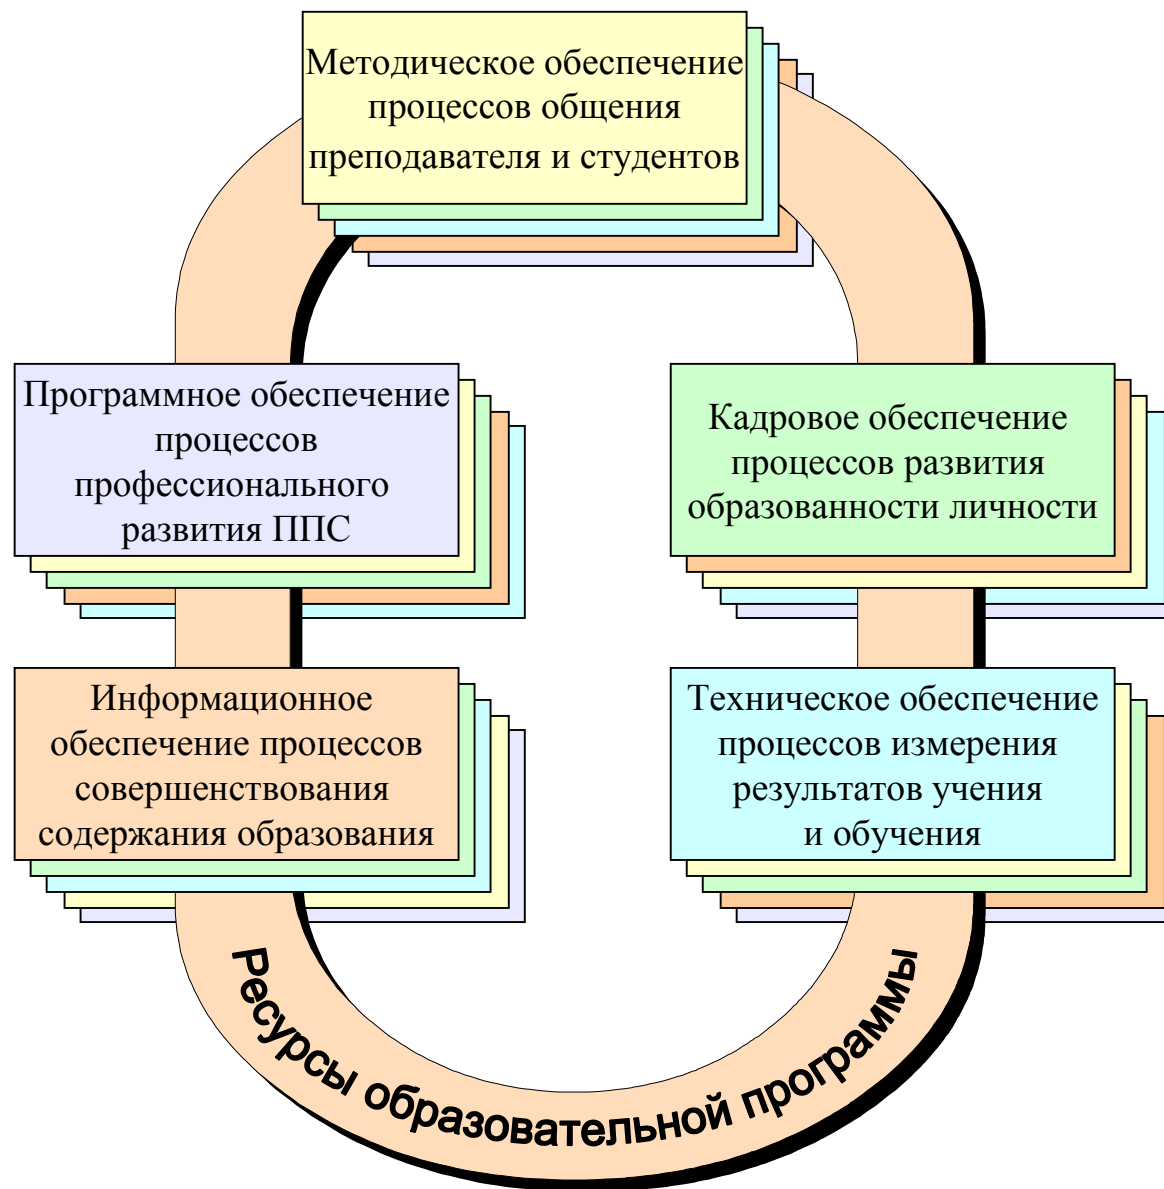 Методическое обеспечение
процессов общения
преподавателя и студентов
Программное обеспечение
процессов
профессионального
развития ППС
Кадровое обеспечение
процессов развития
образованности личности
Информационное
обеспечение процессов
совершенствования
содержания образования
Техническое обеспечение
процессов измерения
результатов учения
и обучения
Ресурсы образовательной программы